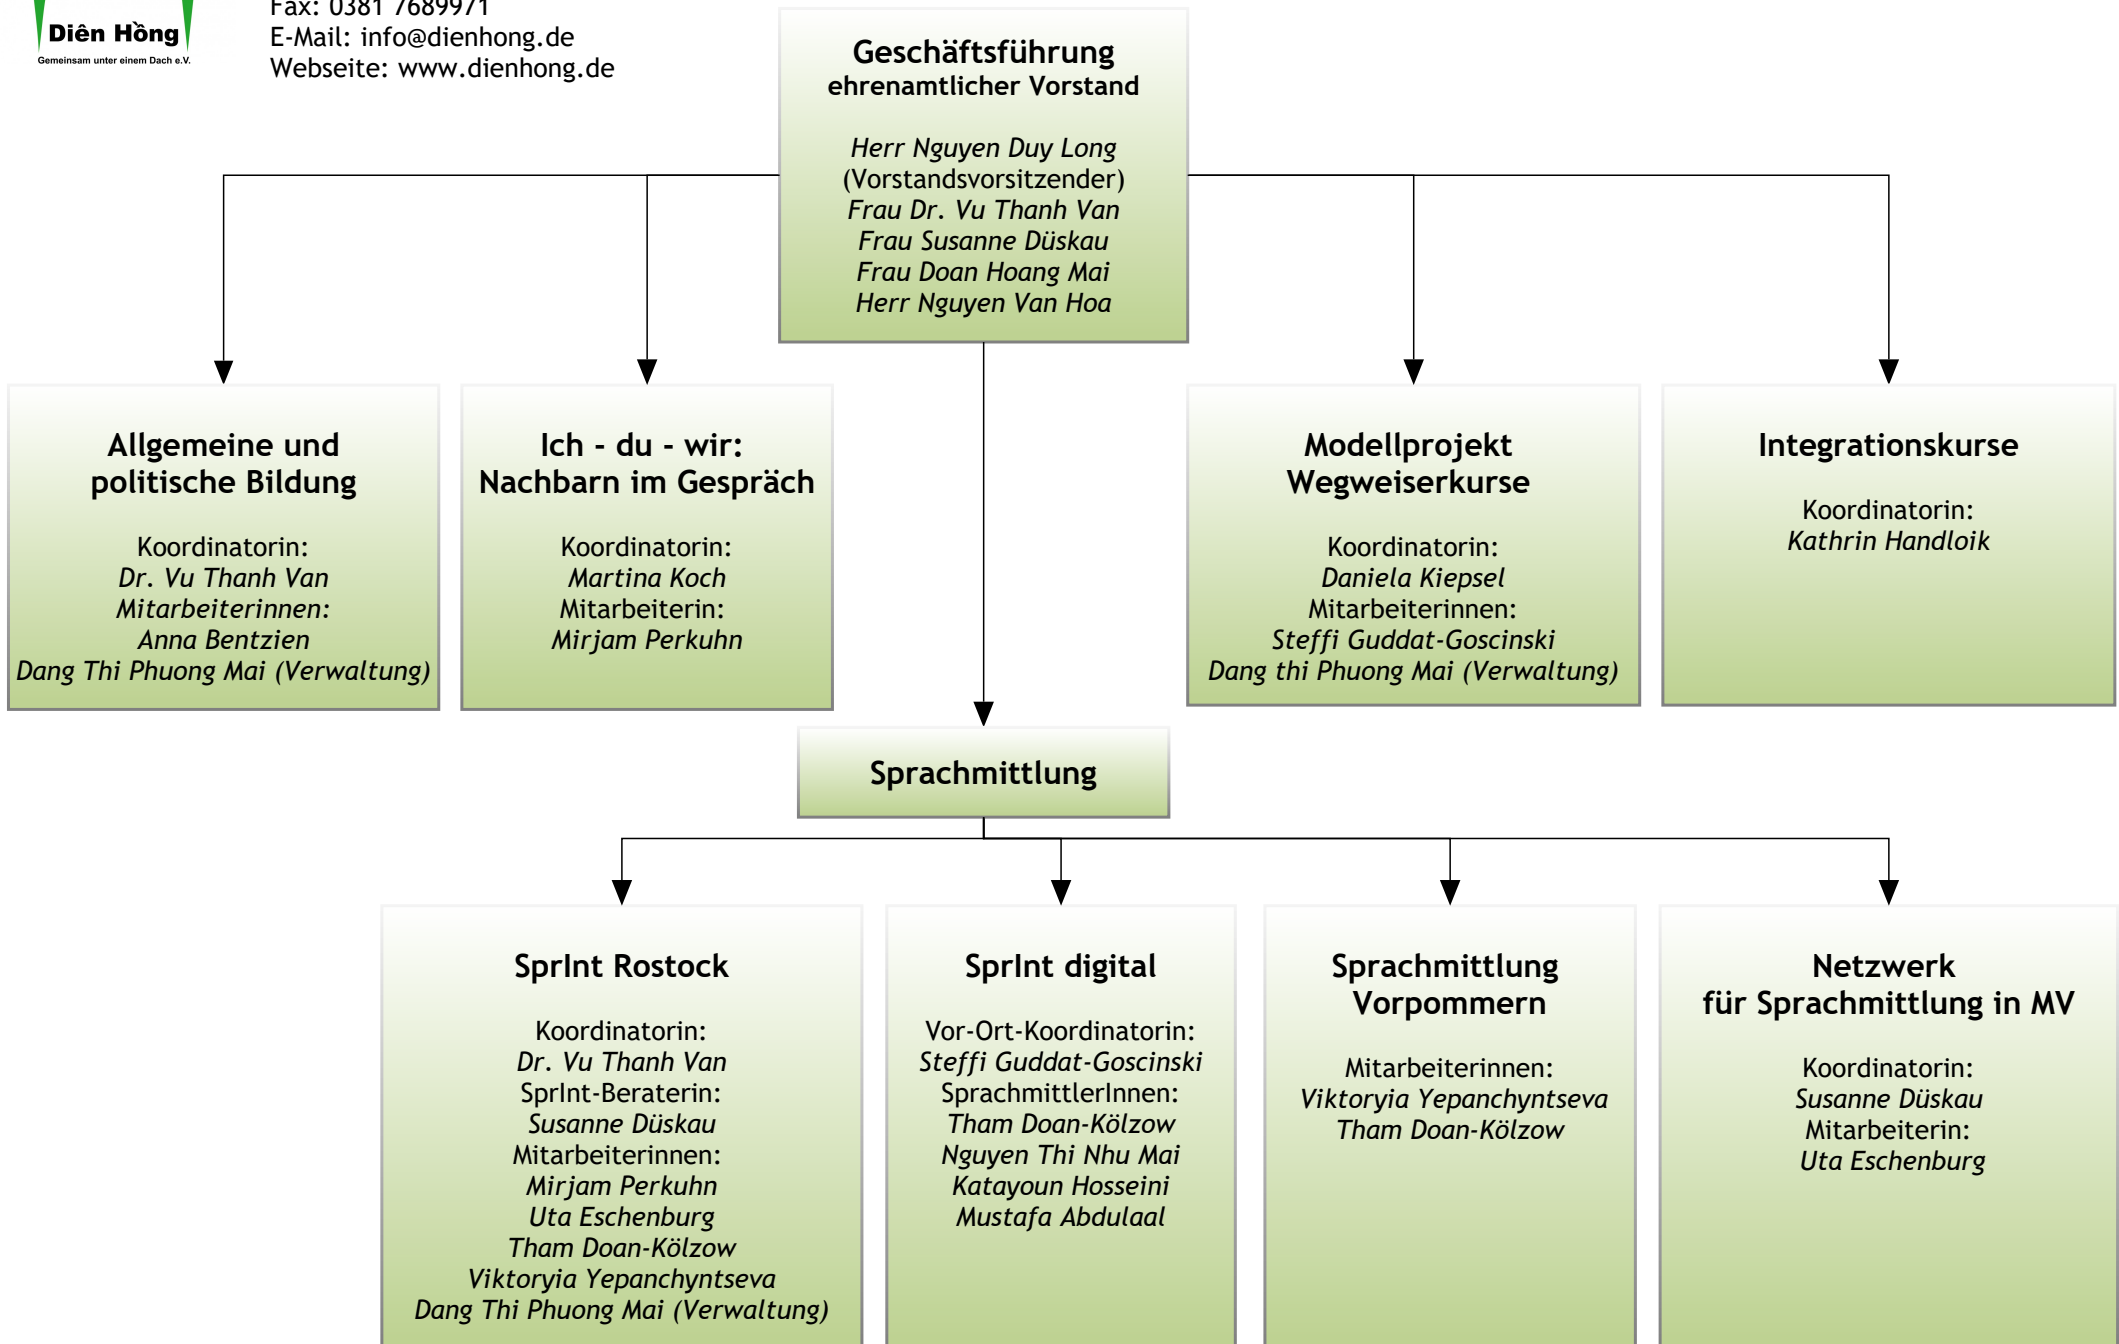 Diên Hồng
Gemeinsam unter einem Dach e.V.
Fax: 0381 7689971
E-Mail: info@dienhong.de
Webseite: www.dienhong.de
Geschäftsführung
ehrenamtlicher Vorstand
Herr Nguyen Duy Long
(Vorstandsvorsitzender)
Frau Dr. Vu Thanh Van
Frau Susanne Düskau
Frau Doan Hoang Mai
Herr Nguyen Van Hoa
Allgemeine und
politische Bildung
Koordinatorin:
Dr. Vu Thanh Van
Mitarbeiterinnen:
Anna Bentzien
Dang Thi Phuong Mai (Verwaltung)
Ich - du - wir:
Nachbarn im Gespräch
Koordinatorin:
Martina Koch
Mitarbeiterin:
Mirjam Perkuhn
Modellprojekt
Wegweiserkurse
Koordinatorin:
Daniela Kiepsel
Mitarbeiterinnen:
Steffi Guddat-Goscinski
Dang thi Phuong Mai (Verwaltung)
Integrationskurse
Koordinatorin:
Kathrin Handloik
Sprachmittlung
SprInt Rostock
Koordinatorin:
Dr. Vu Thanh Van
SprInt-Beraterin:
Susanne Düskau
Mitarbeiterinnen:
Mirjam Perkuhn
Uta Eschenburg
Tham Doan-Kölzow
Viktoryia Yepanchyntseva
Dang Thi Phuong Mai (Verwaltung)
SprInt digital
Vor-Ort-Koordinatorin:
Steffi Guddat-Goscinski
SprachmittlerInnen:
Tham Doan-Kölzow
Nguyen Thi Nhu Mai
Katayoun Hosseini
Mustafa Abdulaal
Sprachmittlung
Vorpommern
Mitarbeiterinnen:
Viktoryia Yepanchyntseva
Tham Doan-Kölzow
Netzwerk
für Sprachmittlung in MV
Koordinatorin:
Susanne Düskau
Mitarbeiterin:
Uta Eschenburg